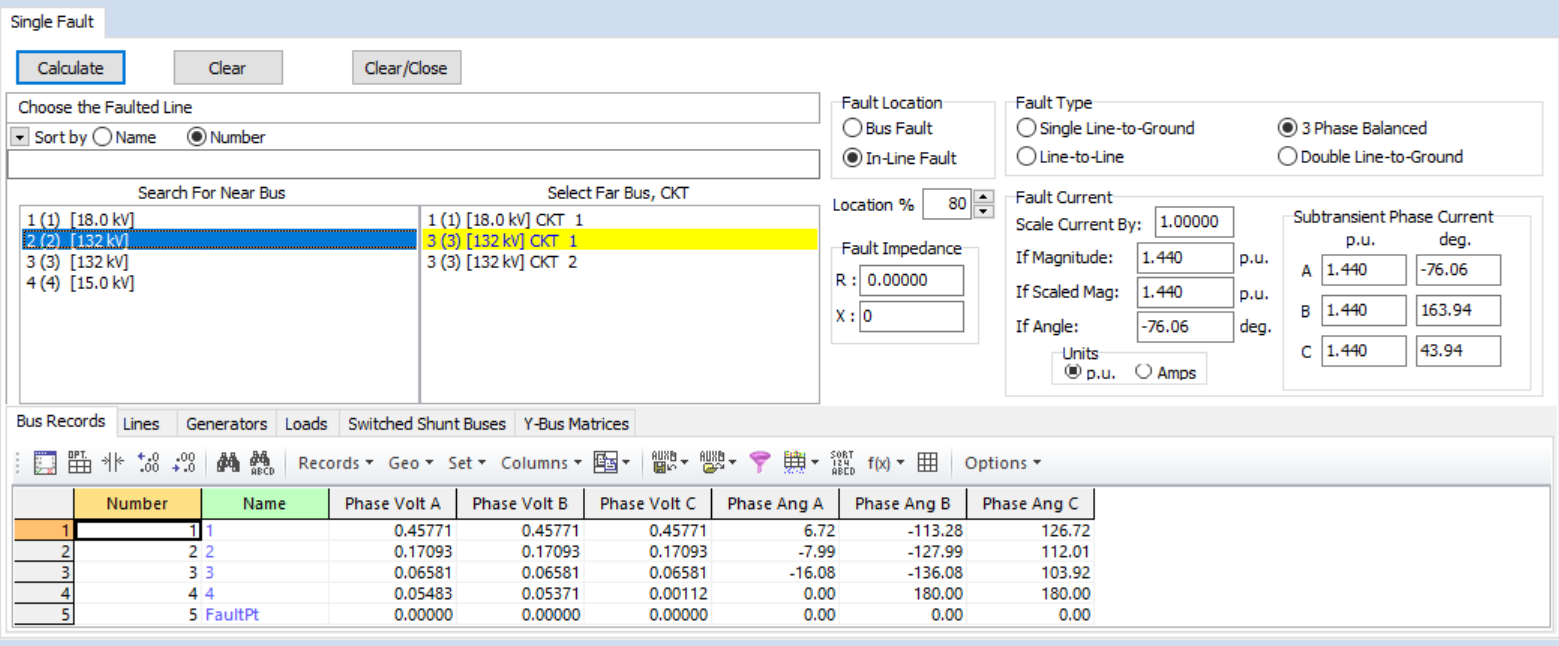 Single Fault
Calculate Clear Clear/Close
Choose the Faulted Line
Sort by Name Number
Search For Near Bus Select Far Bus, CKT
1 (1) [18.0 kV]
2 (2) [132 kV]
3 (3) [132 kV]
4 (4) [15.0 kV]
1 (1) [18.0 kV] CKT 1
3 (3) [132 kV] CKT 1
3 (3) [132 kV] CKT 2
Fault Location
Bus Fault
In-Line Fault
Location % 80
Fault Impedance
R : 0.00000
X : 0
Fault Type
Single Line-to-Ground 3 Phase Balanced
Line-to-Line Double Line-to-Ground
Fault Current
Scale Current By: 1.00000
If Magnitude: 1.440 p.u.
If Scaled Mag: 1.440 p.u.
If Angle: -76.06 deg.
Units
p.u. Amps
Subtransient Phase Current
p.u. deg.
A 1.440 -76.06
B 1.440 163.94
C 1.440 43.94
Bus Records Lines Generators Loads Switched Shunt Buses Y-Bus Matrices
OPT. .00 .00 ABCD Records Geo Set Columns AUXB AUXB SORT 124 ABCD f(x) Options
Number Name Phase Volt A Phase Volt B Phase Volt C Phase Ang A Phase Ang B Phase Ang C
1 1 1 0.45771 0.45771 0.45771 6.72 -113.28 126.72
2 2 2 0.17093 0.17093 0.17093 -7.99 -127.99 112.01
3 3 3 0.06581 0.06581 0.06581 -16.08 -136.08 103.92
4 4 4 0.05483 0.05371 0.00112 0.00 180.00 180.00
5 5 FaultPt 0.00000 0.00000 0.00000 0.00 0.00 0.00